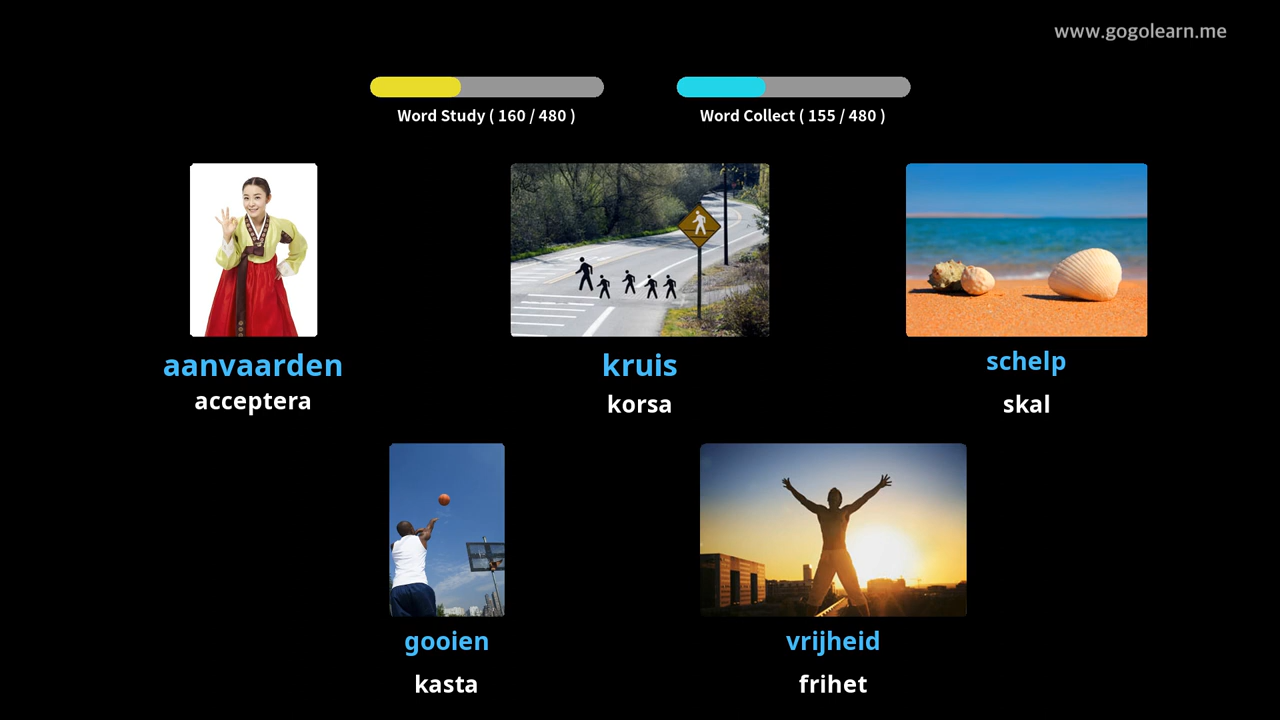 www.gogolearn.me
Word Study ( 160 / 480 )
Word Collect ( 155 / 480 )
aanvaarden
acceptera
kruis
korsa
schelp
skal
gooien
kasta
vrijheid
frihet